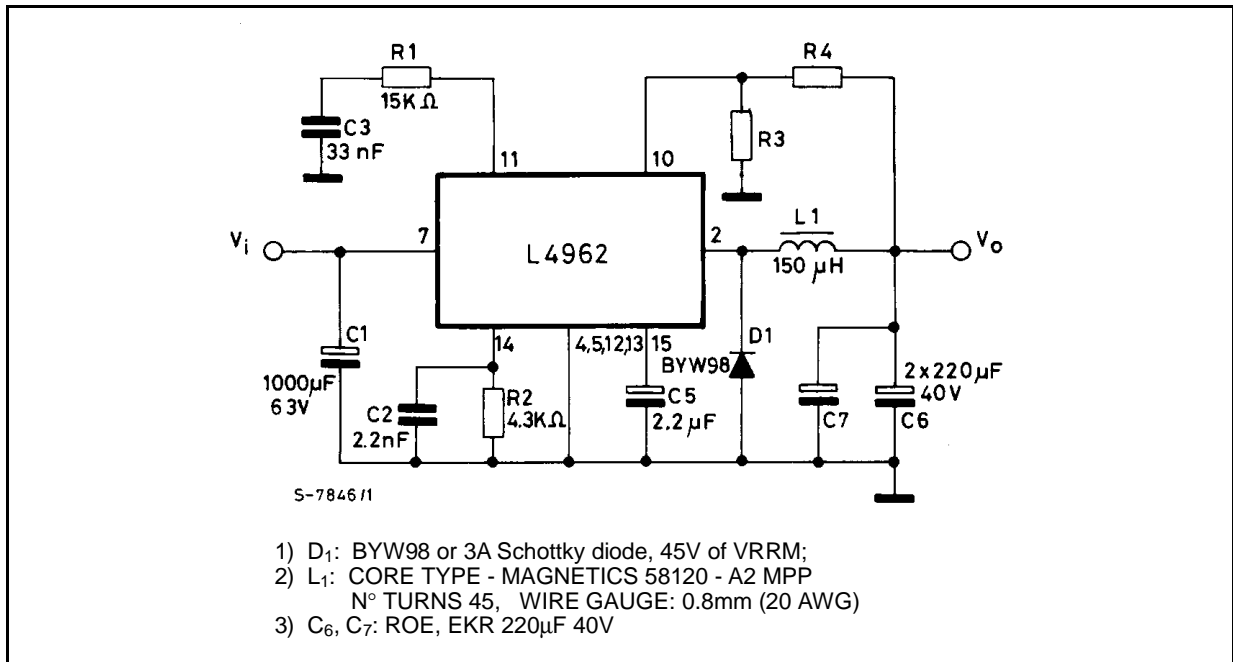 R1
15KΩ
C3
33 nF
11
10
R4
R3
Vi
7
L4962
2
L1
150 µH
Vo
C1
1000µF
63V
14
4,5,12,13
15
C2
2.2nF
R2
4.3KΩ
C5
2.2µF
D1
BYW98
C7
2x220µF
40V
C6
S-7846/1
1) D1: BYW98 or 3A Schottky diode, 45V of VRRM;
2) L1: CORE TYPE - MAGNETICS 58120 - A2 MPP
N° TURNS 45, WIRE GAUGE: 0.8mm (20 AWG)
3) C6, C7: ROE, EKR 220µF 40V